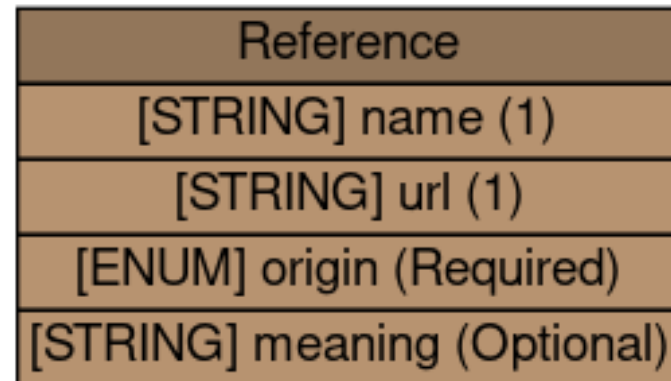 Reference
[STRING] name (1)
[STRING] url (1)
[ENUM] origin (Required)
[STRING] meaning (Optional)